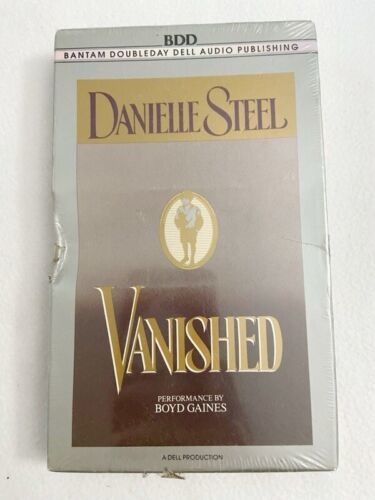 BDD
BANTAM DOUBLEDAY DELL AUDIO PUBLISHING
DANIELLE STEEL
VANISHED
PERFORMANCE BY
BOYD GAINES
A DELL PRODUCTION